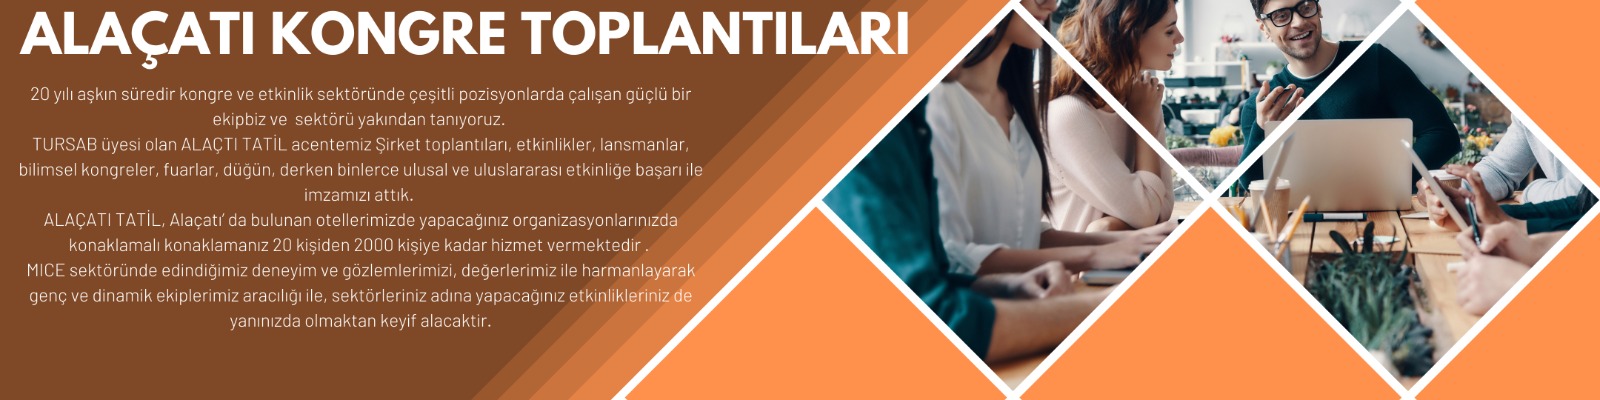 ALAÇATI KONGRE TOPLANTILARI
20 yılı aşkın süredir kongre ve etkinlik sektöründe çeşitli pozisyonlarda çalışan güçlü bir
ekipbiz ve  sektörü yakından tanıyoruz.
TURSAB üyesi olan ALAÇTI TATİL acentemiz Şirket toplantıları, etkinlikler, lansmanlar,
bilimsel kongreler, fuarlar, düğün, derken binlerce ulusal ve uluslararası etkinliğe başarı ile
imzamızı attık.
ALAÇATI TATİL, Alaçatı' da bulunan otellerimizde yapacağınız organizasyonlarınızda
konaklamalı konaklamanız 20 kişiden 2000 kişiye kadar hizmet vermektedir .
MICE sektöründe edindiğimiz deneyim ve gözlemlerimizi, değerlerimiz ile harmanlayarak
genç ve dinamik ekiplerimiz aracılığı ile, sektörleriniz adına yapacağınız etkinlikleriniz de
yanınızda olmaktan keyif alacaktir.